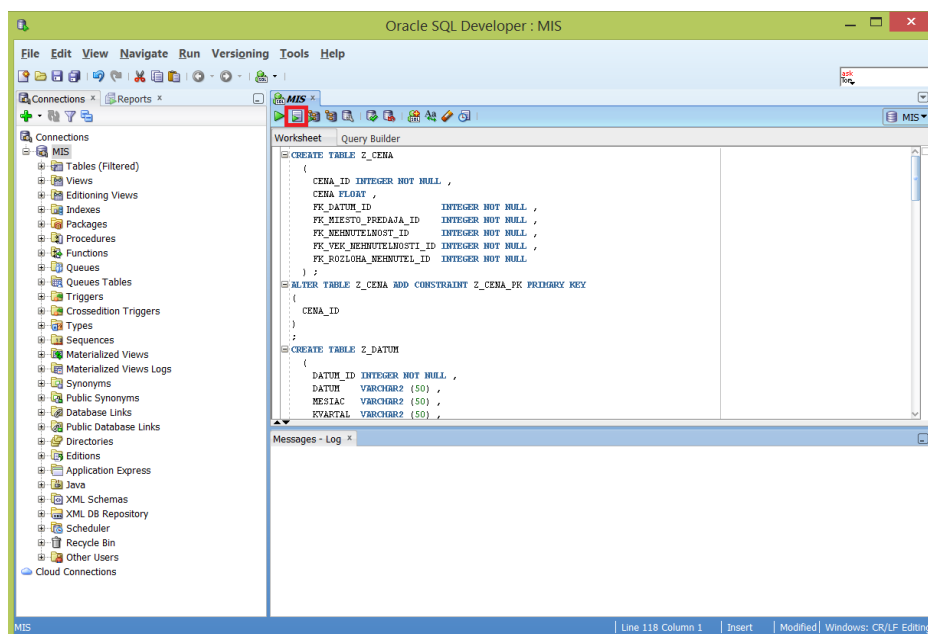 Oracle SQL Developer : MIS
File Edit View Navigate Run Versioning Tools Help
ask
Tom
Connections Reports
MIS
MIS
Worksheet Query Builder
Connections
MIS
Tables (Filtered)
Views
Editioning Views
Indexes
Packages
Procedures
Functions
Queues
Queues Tables
Triggers
Crossedition Triggers
Types
Sequences
Materialized Views
Materialized Views Logs
Synonyms
Public Synonyms
Database Links
Public Database Links
Directories
Editions
Application Express
Java
XML Schemas
XML DB Repository
Scheduler
Recycle Bin
Other Users
Cloud Connections
CREATE TABLE Z_CENA
(
CENA_ID INTEGER NOT NULL ,
CENA FLOAT ,
FK_DATUM_ID INTEGER NOT NULL ,
FK_MIESTO_PREDAJA_ID INTEGER NOT NULL ,
FK_NEHNUTELNOST_ID INTEGER NOT NULL ,
FK_VEK_NEHNUTELNOSTI_ID INTEGER NOT NULL ,
FK_ROZLOHA_NEHNUTEL_ID INTEGER NOT NULL
) ;
ALTER TABLE Z_CENA ADD CONSTRAINT Z_CENA_PK PRIMARY KEY
(
CENA_ID
)
;
CREATE TABLE Z_DATUM
(
DATUM_ID INTEGER NOT NULL ,
DATUM VARCHAR2 (50) ,
MESIAC VARCHAR2 (50) ,
KVARTAL VARCHAR2 (50) ,
Messages - Log
MIS
Line 118 Column 1 Insert Modified Windows: CR/LF Editing